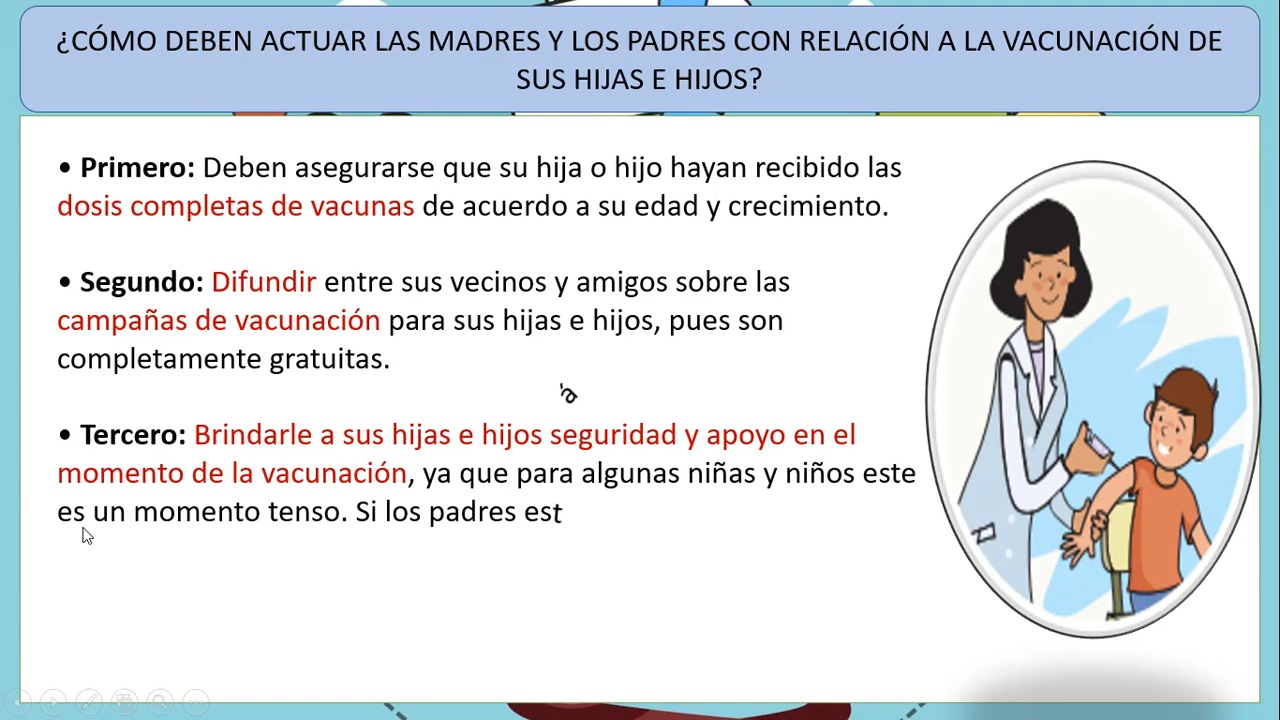 ¿CÓMO DEBEN ACTUAR LAS MADRES Y LOS PADRES CON RELACIÓN A LA VACUNACIÓN DE
SUS HIJAS E HIJOS?
• Primero: Deben asegurarse que su hija o hijo hayan recibido las
dosis completas de vacunas de acuerdo a su edad y crecimiento.
• Segundo: Difundir entre sus vecinos y amigos sobre las
campañas de vacunación para sus hijas e hijos, pues son
completamente gratuitas.
á
• Tercero: Brindarle a sus hijas e hijos seguridad y apoyo en el
momento de la vacunación, ya que para algunas niñas y niños este
es un momento tenso. Si los padres est